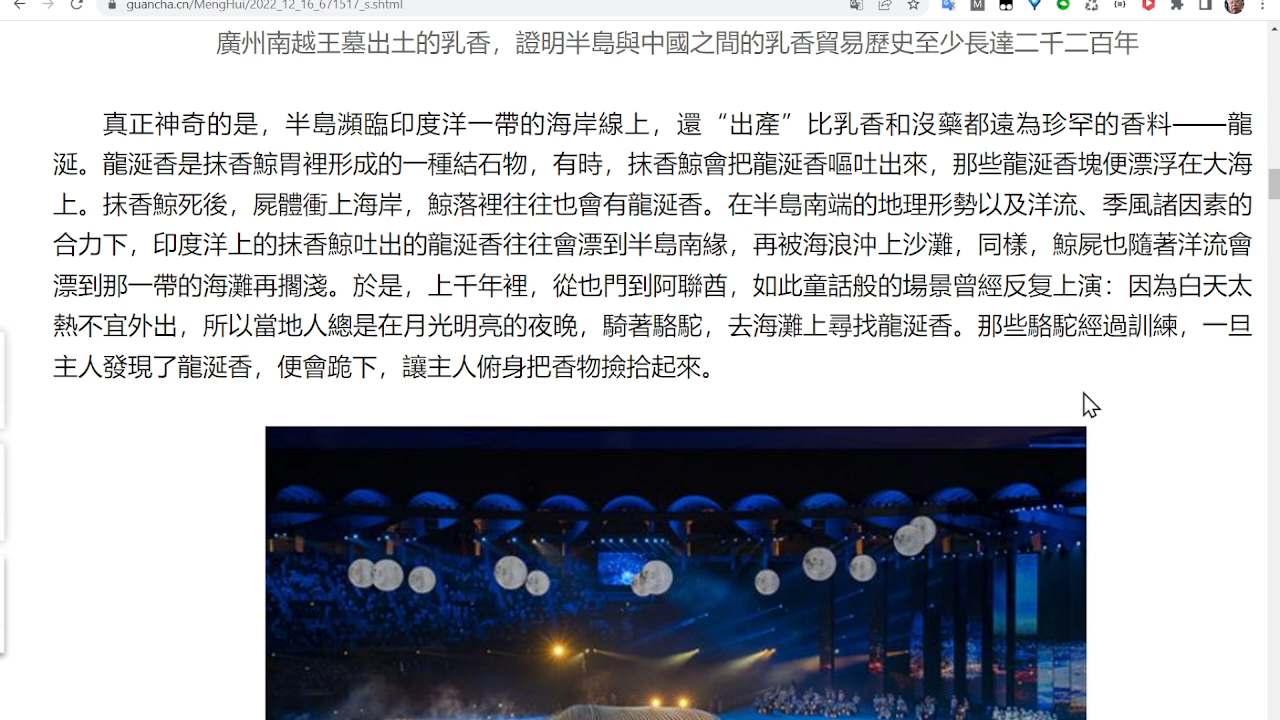 guancha.cn/MengHui/2022_12_16_671517_s.shtml
廣州南越王墓出土的乳香，證明半島與中國之間的乳香貿易歷史至少長達二千二百年
真正神奇的是，半島瀕臨印度洋一帶的海岸線上，還“出產”比乳香和沒藥都遠為珍罕的香料——龍
涎。龍涎香是抹香鯨胃裡形成的一種結石物，有時，抹香鯨會把龍涎香嘔吐出來，那些龍涎香塊便漂浮在大海
上。抹香鯨死後，屍體衝上海岸，鯨落裡往往也會有龍涎香。在半島南端的地理形勢以及洋流、季風諸因素的
合力下，印度洋上的抹香鯨吐出的龍涎香往往會漂到半島南緣，再被海浪沖上沙灘，同樣，鯨屍也隨著洋流會
漂到那一帶的海灘再擱淺。於是，上千年裡，從也門到阿聯酋，如此童話般的場景曾經反复上演：因為白天太
熱不宜外出，所以當地人總是在月光明亮的夜晚，騎著駱駝，去海灘上尋找龍涎香。那些駱駝經過訓練，一旦
主人發現了龍涎香，便會跪下，讓主人俯身把香物撿拾起來。